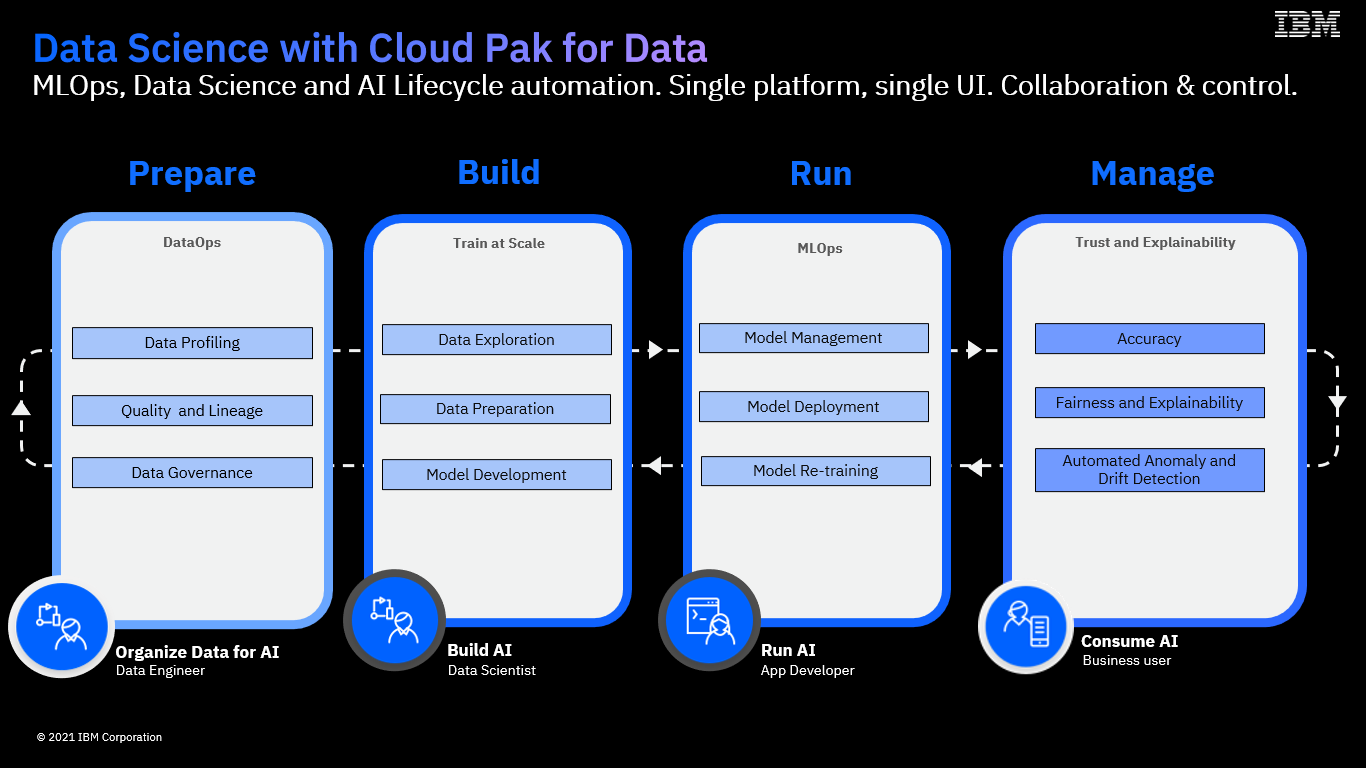 IBM
Data Science with Cloud Pak for Data
MLOps, Data Science and AI Lifecycle automation. Single platform, single UI. Collaboration & control.
Prepare
DataOps
Data Profiling
Quality and Lineage
Data Governance
Organize Data for AI
Data Engineer
Build
Train at Scale
Data Exploration
Data Preparation
Model Development
Build AI
Data Scientist
Run
MLOps
Model Management
Model Deployment
Model Re-training
Run AI
App Developer
Manage
Trust and Explainability
Accuracy
Fairness and Explainability
Automated Anomaly and
Drift Detection
Consume AI
Business user
© 2021 IBM Corporation